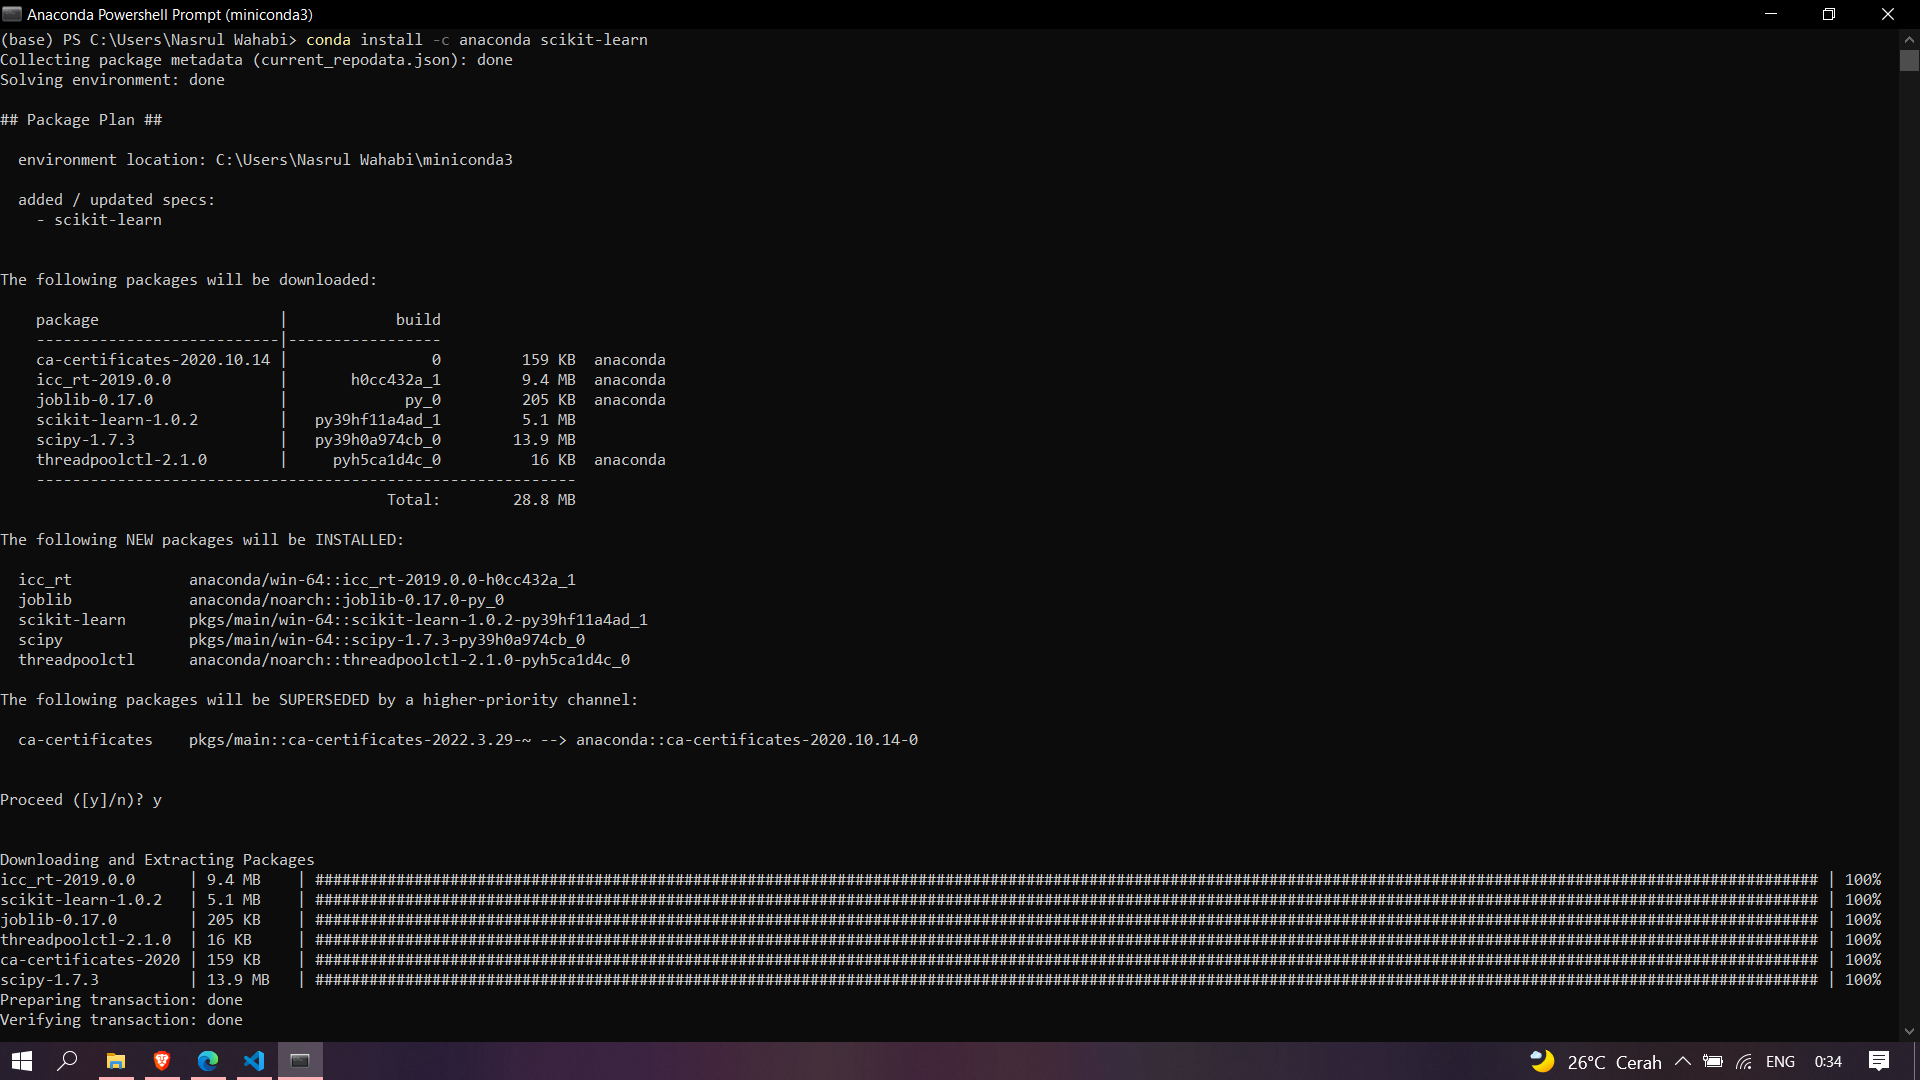 Anaconda Powershell Prompt (miniconda3)
(base) PS C:\Users\Nasrul Wahabi> conda install -c anaconda scikit-learn
Collecting package metadata (current_repodata.json): done
Solving environment: done
## Package Plan ##
environment location: C:\Users\Nasrul Wahabi\miniconda3
added / updated specs:
- scikit-learn
The following packages will be downloaded:
package | build
---------------------------|-----------------
ca-certificates-2020.10.14 | 0 159 KB anaconda
icc_rt-2019.0.0 | h0cc432a_1 9.4 MB anaconda
joblib-0.17.0 | py_0 205 KB anaconda
scikit-learn-1.0.2 | py39hf11a4ad_1 5.1 MB
scipy-1.7.3 | py39h0a974cb_0 13.9 MB
threadpoolctl-2.1.0 | pyh5ca1d4c_0 16 KB anaconda
------------------------------------------------------------
Total: 28.8 MB
The following NEW packages will be INSTALLED:
icc_rt anaconda/win-64::icc_rt-2019.0.0-h0cc432a_1
joblib anaconda/noarch::joblib-0.17.0-py_0
scikit-learn pkgs/main/win-64::scikit-learn-1.0.2-py39hf11a4ad_1
scipy pkgs/main/win-64::scipy-1.7.3-py39h0a974cb_0
threadpoolctl anaconda/noarch::threadpoolctl-2.1.0-pyh5ca1d4c_0
The following packages will be SUPERSEDED by a higher-priority channel:
ca-certificates pkgs/main::ca-certificates-2022.3.29-~ --> anaconda::ca-certificates-2020.10.14-0
Proceed ([y]/n)? y
Downloading and Extracting Packages
icc_rt-2019.0.0 | 9.4 MB | ####################################################################### | 100%
scikit-learn-1.0.2 | 5.1 MB | ####################################################################### | 100%
joblib-0.17.0 | 205 KB | ####################################################################### | 100%
threadpoolctl-2.1.0 | 16 KB | ####################################################################### | 100%
ca-certificates-2020 | 159 KB | ####################################################################### | 100%
scipy-1.7.3 | 13.9 MB | ####################################################################### | 100%
Preparing transaction: done
Verifying transaction: done
26°C Cerah ENG 0:34